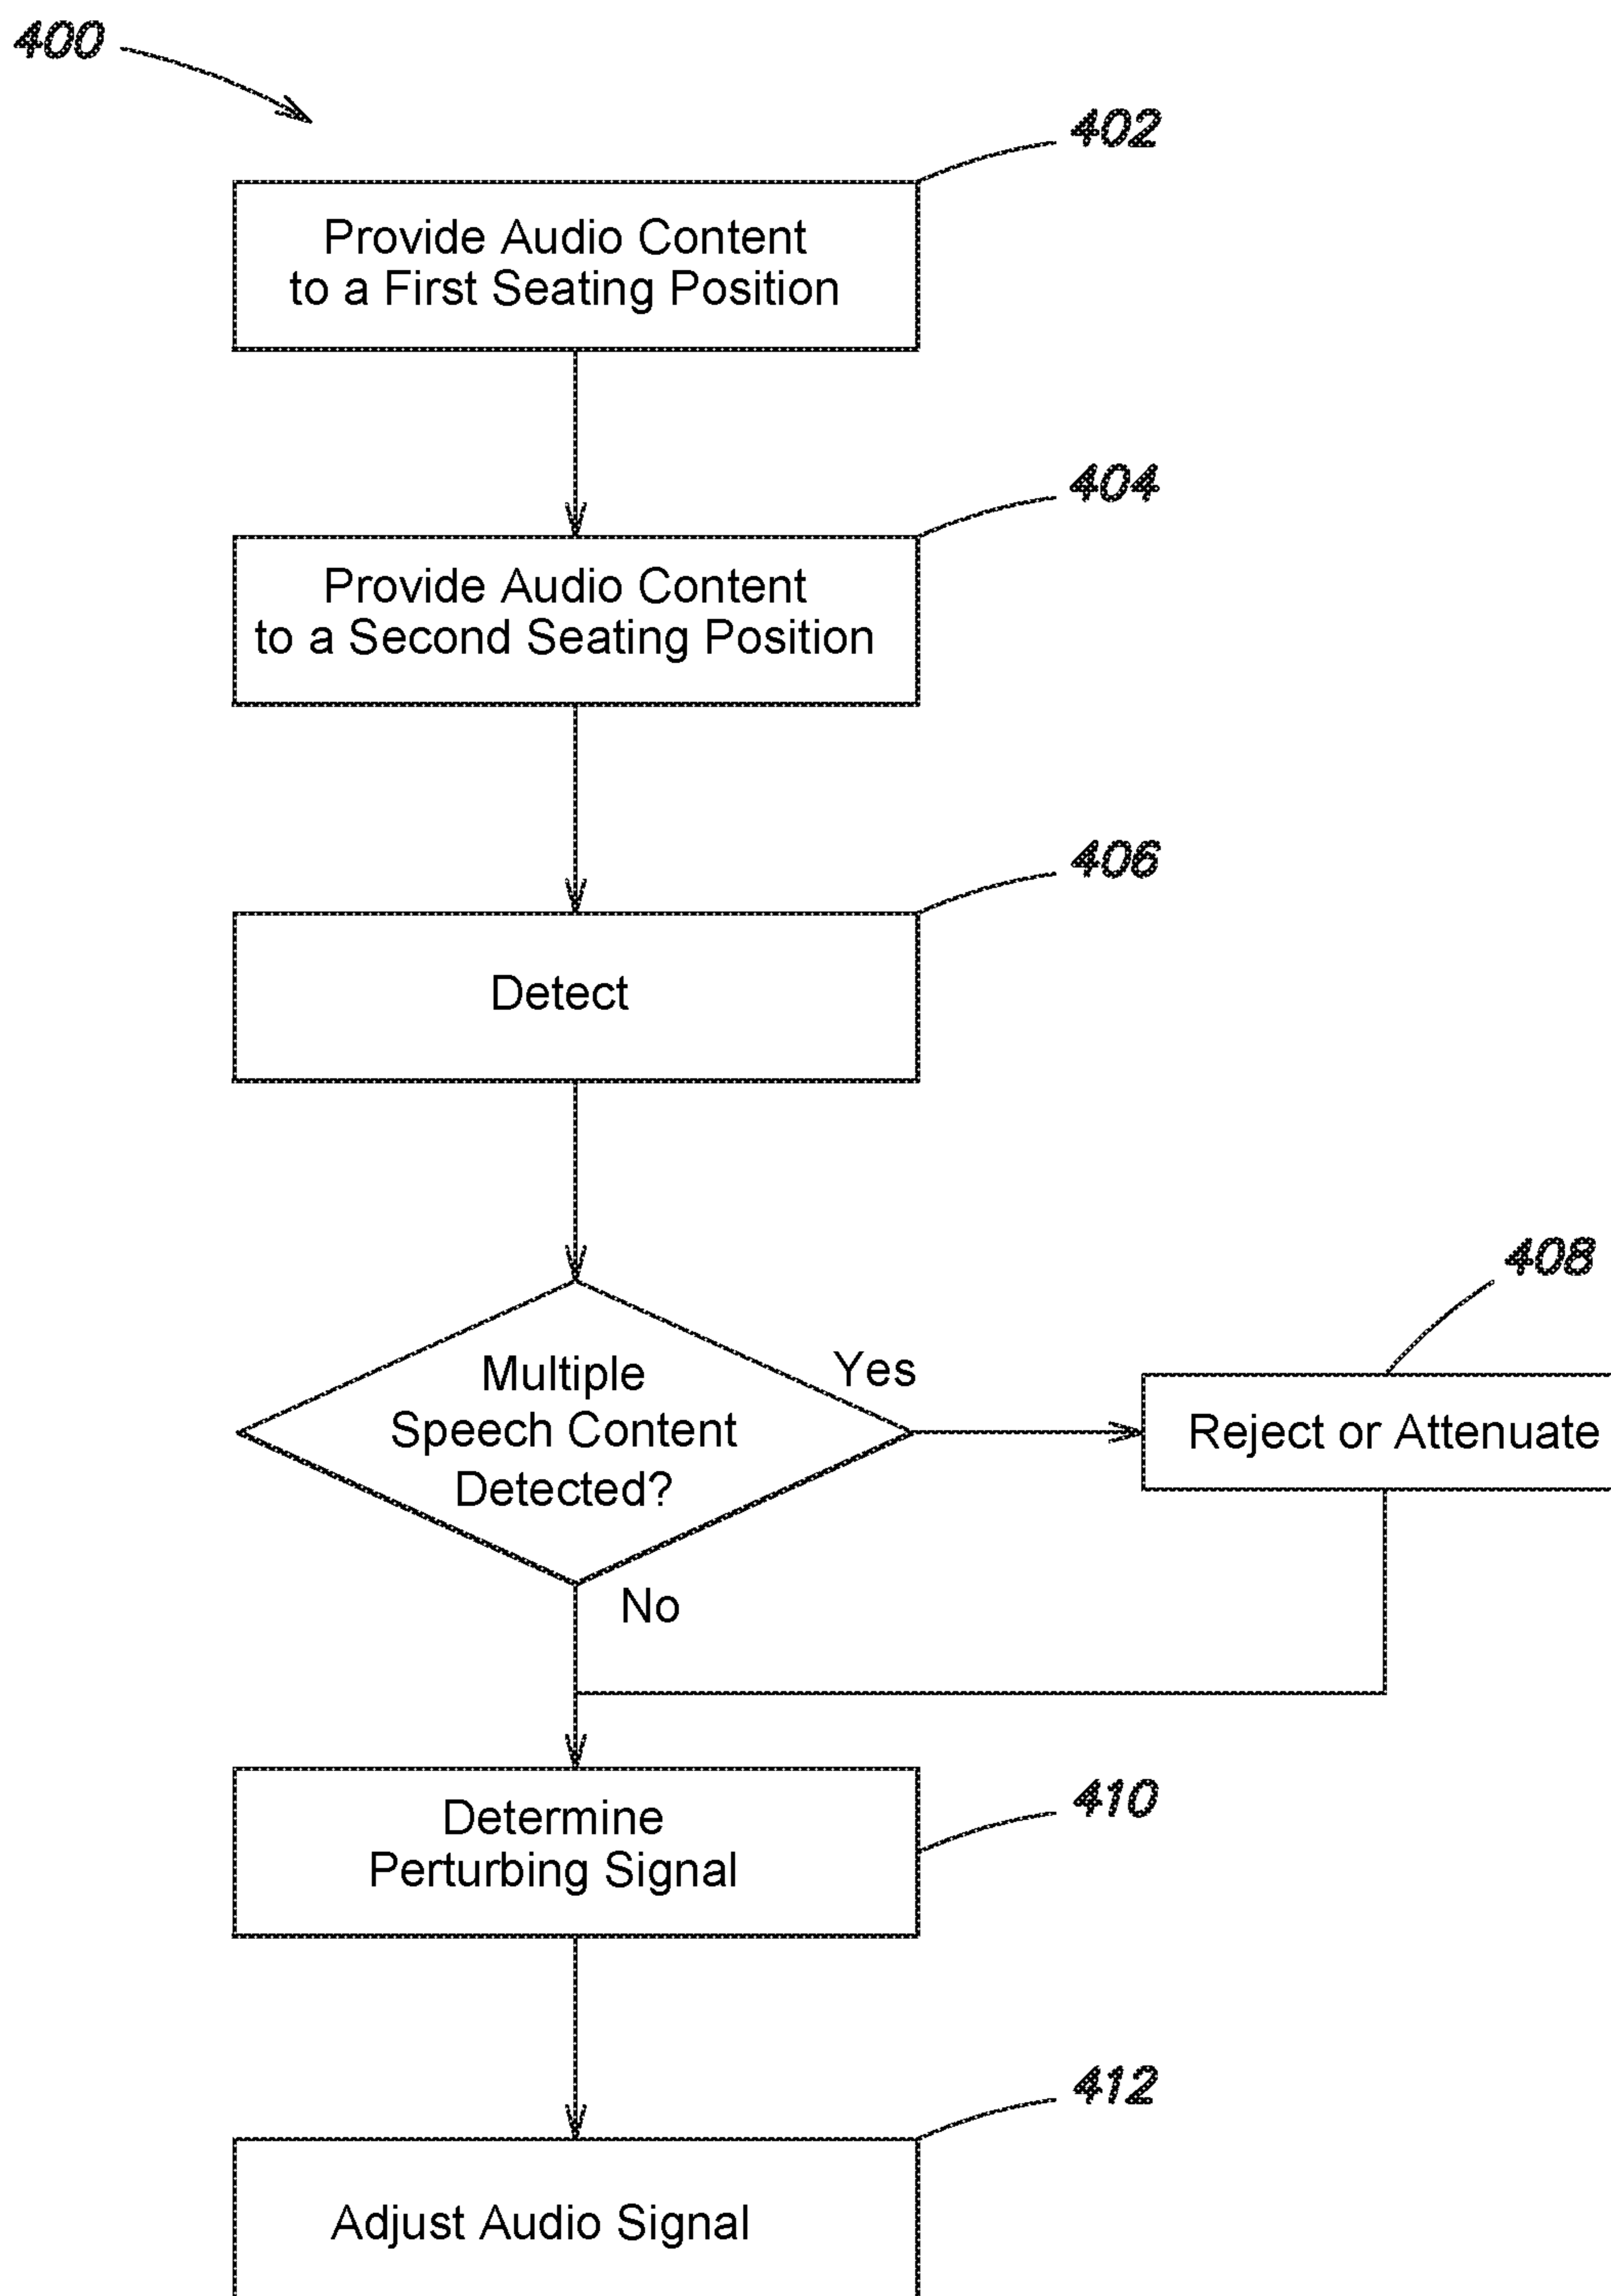 400
402
Provide Audio Content
to a First Seating Position
404
Provide Audio Content
to a Second Seating Position
406
Detect
408
Multiple
Speech Content
Detected?
Yes
Reject or Attenuate
No
410
Determine
Perturbing Signal
412
Adjust Audio Signal